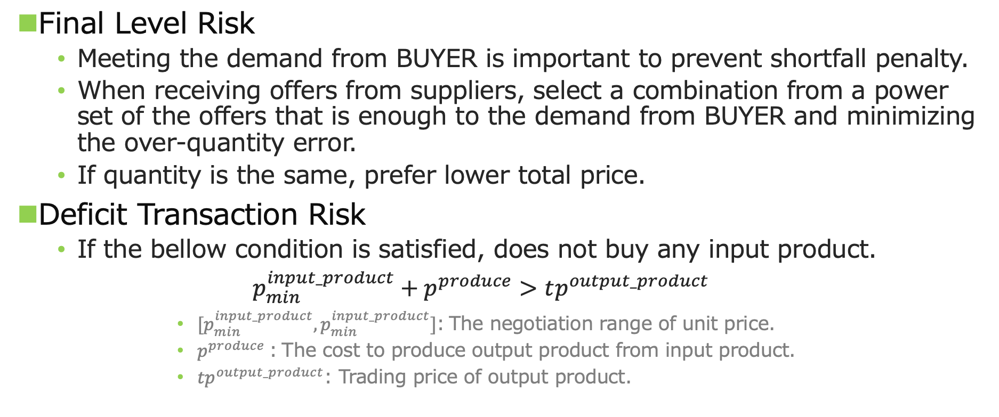 Final Level Risk
• Meeting the demand from BUYER is important to prevent shortfall penalty.
• When receiving offers from suppliers, select a combination from a power
set of the offers that is enough to the demand from BUYER and minimizing
the over-quantity error.
• If quantity is the same, prefer lower total price.
Deficit Transaction Risk
• If the bellow condition is satisfied, does not buy any input product.
$p_{min}^{input\_product} + p^{produce} > tp^{output\_product}$
• $[p_{min}^{input\_product}, p_{min}^{input\_product}]$: The negotiation range of unit price.
• $p^{produce}$ : The cost to produce output product from input product.
• $tp^{output\_product}$: Trading price of output product.